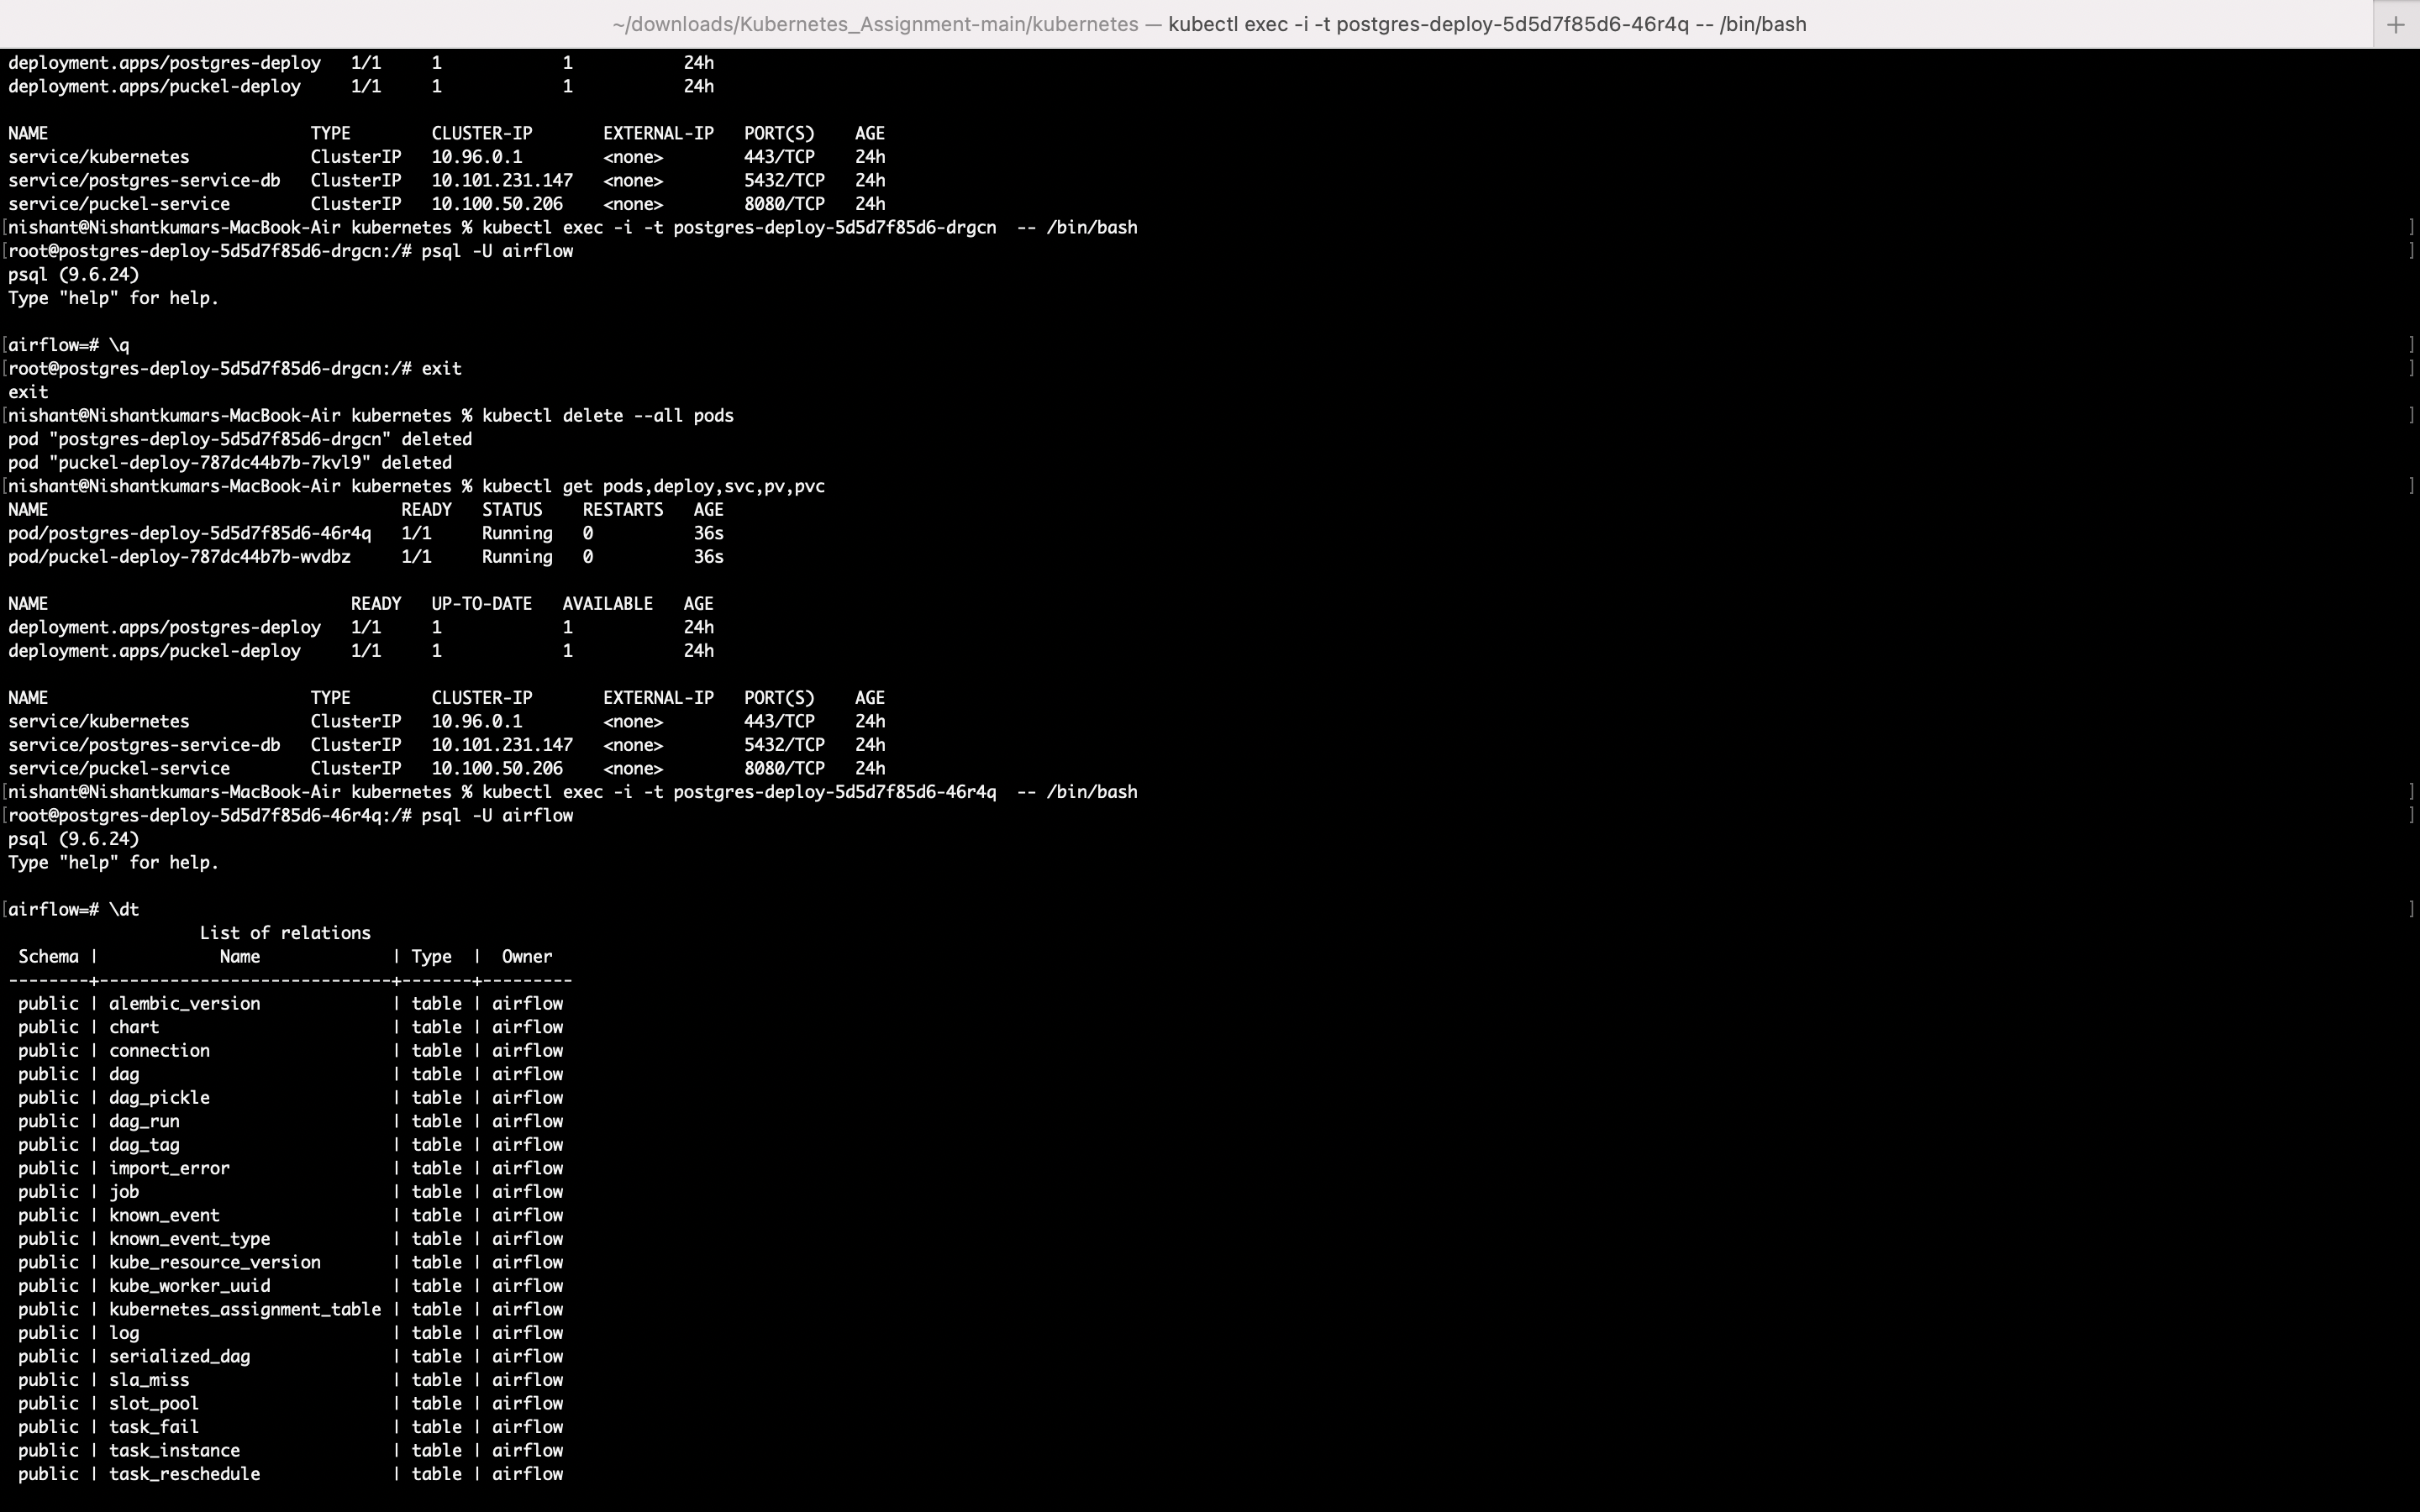 ~/downloads/Kubernetes_Assignment-main/kubernetes — kubectl exec -i -t postgres-deploy-5d5d7f85d6-46r4q -- /bin/bash
+
deployment.apps/postgres-deploy   1/1     1            1           24h
deployment.apps/puckel-deploy     1/1     1            1           24h
NAME                          TYPE        CLUSTER-IP       EXTERNAL-IP   PORT(S)    AGE
service/kubernetes            ClusterIP   10.96.0.1        <none>        443/TCP    24h
service/postgres-service-db   ClusterIP   10.101.231.147   <none>        5432/TCP   24h
service/puckel-service        ClusterIP   10.100.50.206    <none>        8080/TCP   24h
[nishant@Nishantkumars-MacBook-Air kubernetes % kubectl exec -i -t postgres-deploy-5d5d7f85d6-drgcn  -- /bin/bash ]
[root@postgres-deploy-5d5d7f85d6-drgcn:/# psql -U airflow ]
psql (9.6.24)
Type "help" for help.
[airflow=# \q ]
[root@postgres-deploy-5d5d7f85d6-drgcn:/# exit ]
exit
[nishant@Nishantkumars-MacBook-Air kubernetes % kubectl delete --all pods ]
pod "postgres-deploy-5d5d7f85d6-drgcn" deleted
pod "puckel-deploy-787dc44b7b-7kvl9" deleted
[nishant@Nishantkumars-MacBook-Air kubernetes % kubectl get pods,deploy,svc,pv,pvc ]
NAME                                   READY   STATUS    RESTARTS   AGE
pod/postgres-deploy-5d5d7f85d6-46r4q   1/1     Running   0          36s
pod/puckel-deploy-787dc44b7b-wvdbz     1/1     Running   0          36s
NAME                              READY   UP-TO-DATE   AVAILABLE   AGE
deployment.apps/postgres-deploy   1/1     1            1           24h
deployment.apps/puckel-deploy     1/1     1            1           24h
NAME                          TYPE        CLUSTER-IP       EXTERNAL-IP   PORT(S)    AGE
service/kubernetes            ClusterIP   10.96.0.1        <none>        443/TCP    24h
service/postgres-service-db   ClusterIP   10.101.231.147   <none>        5432/TCP   24h
service/puckel-service        ClusterIP   10.100.50.206    <none>        8080/TCP   24h
[nishant@Nishantkumars-MacBook-Air kubernetes % kubectl exec -i -t postgres-deploy-5d5d7f85d6-46r4q  -- /bin/bash ]
[root@postgres-deploy-5d5d7f85d6-46r4q:/# psql -U airflow ]
psql (9.6.24)
Type "help" for help.
[airflow=# \dt ]
                   List of relations
 Schema |            Name             | Type  |  Owner
--------+-----------------------------+-------+---------
 public | alembic_version             | table | airflow
 public | chart                       | table | airflow
 public | connection                  | table | airflow
 public | dag                         | table | airflow
 public | dag_pickle                  | table | airflow
 public | dag_run                     | table | airflow
 public | dag_tag                     | table | airflow
 public | import_error                | table | airflow
 public | job                         | table | airflow
 public | known_event                 | table | airflow
 public | known_event_type            | table | airflow
 public | kube_resource_version       | table | airflow
 public | kube_worker_uuid            | table | airflow
 public | kubernetes_assignment_table | table | airflow
 public | log                         | table | airflow
 public | serialized_dag              | table | airflow
 public | sla_miss                    | table | airflow
 public | slot_pool                   | table | airflow
 public | task_fail                   | table | airflow
 public | task_instance               | table | airflow
 public | task_reschedule             | table | airflow